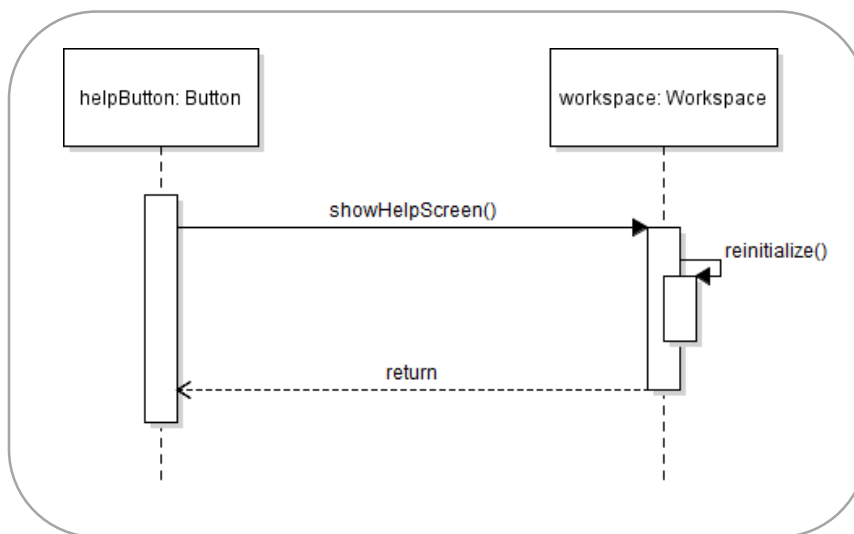 helpButton: Button
workspace: Workspace
showHelpScreen()
reinitialize()
return